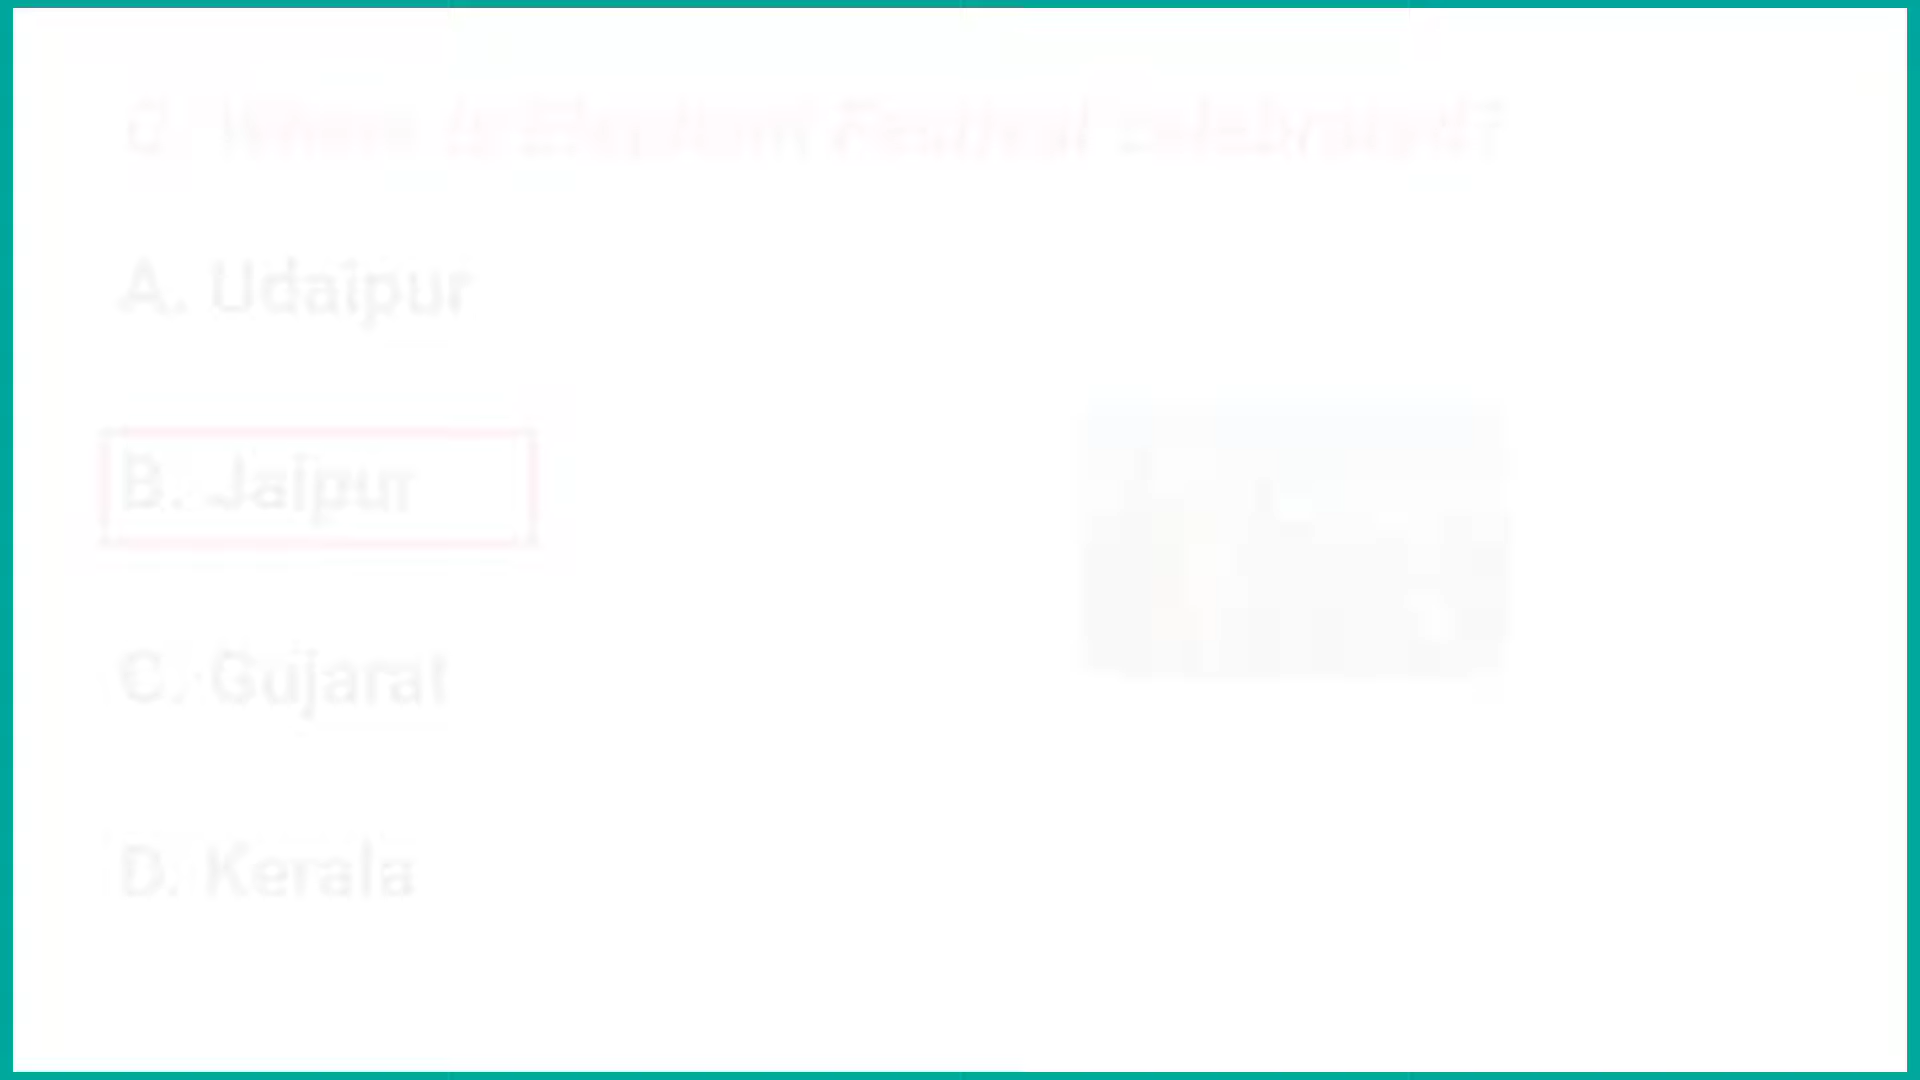 Q. Where is Elephant Festival celebrated?
A. Udaipur
B. Jaipur
C. Gujarat
D. Kerala